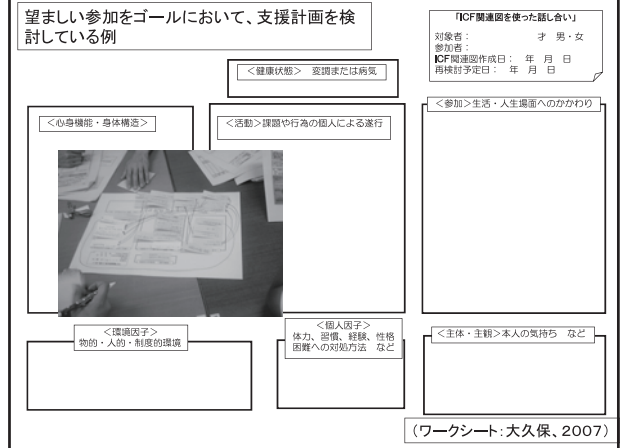 望ましい参加をゴールにおいて、支援計画を検
討している例
「ICF関連図を使った話し合い」
対象者： 才 男・女
参加者：
ICF関連図作成日： 年 月 日
再検討予定日： 年 月 日
＜健康状態＞ 変調または病気
＜心身機能・身体構造＞
＜活動＞課題や行為の個人による遂行
＜参加＞生活・人生場面へのかかわり
＜環境因子＞
物的・人的・制度的環境
＜個人因子＞
体力、習慣、経験、性格
困難への対処方法 など
＜主体・主観＞本人の気持ち など
（ワークシート：大久保、2007）